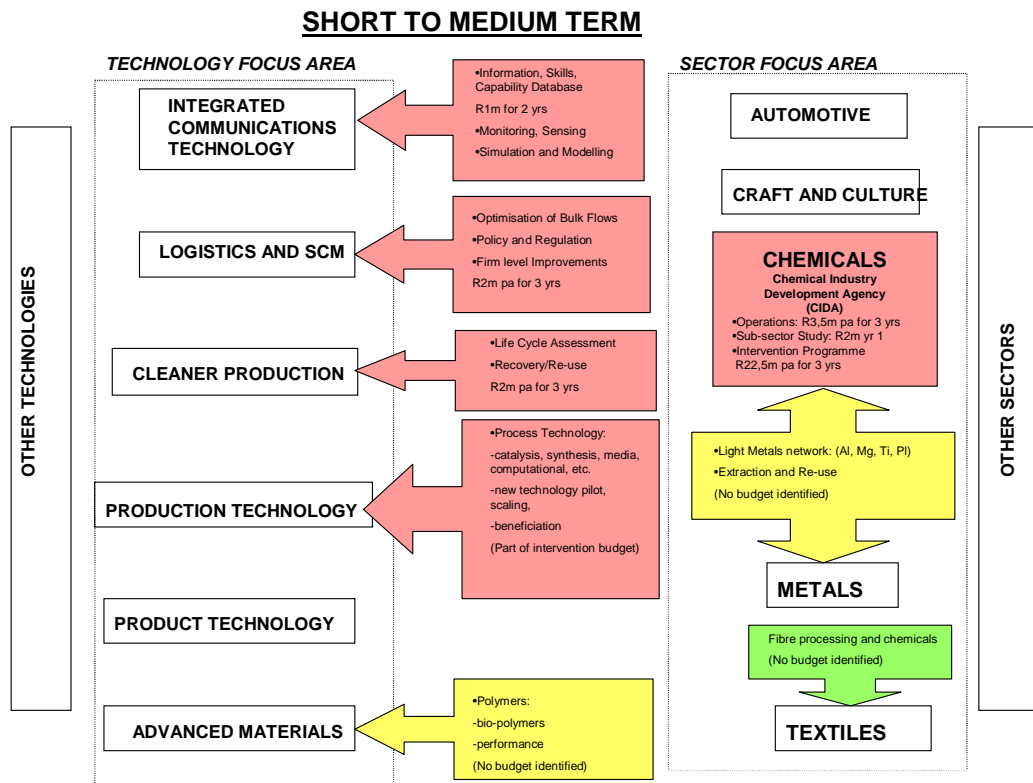 SHORT TO MEDIUM TERM
TECHNOLOGY FOCUS AREA
SECTOR FOCUS AREA
OTHER TECHNOLOGIES
INTEGRATED
COMMUNICATIONS
TECHNOLOGY
•Information, Skills,
Capability Database
R1m for 2 yrs
•Monitoring, Sensing
•Simulation and Modelling
LOGISTICS AND SCM
•Optimisation of Bulk Flows
•Policy and Regulation
•Firm level Improvements
R2m pa for 3 yrs
CLEANER PRODUCTION
•Life Cycle Assessment
•Recovery/Re-use
R2m pa for 3 yrs
PRODUCTION TECHNOLOGY
•Process Technology:
-catalysis, synthesis, media,
computational, etc.
-new technology pilot,
scaling,
-beneficiation
(Part of intervention budget)
PRODUCT TECHNOLOGY
ADVANCED MATERIALS
•Polymers:
-bio-polymers
-performance
(No budget identified)
AUTOMOTIVE
CRAFT AND CULTURE
CHEMICALS
Chemical Industry
Development Agency
(CIDA)
•Operations: R3,5m pa for 3 yrs
•Sub-sector Study: R2m yr 1
•Intervention Programme
R22,5m pa for 3 yrs
•Light Metals network: (Al, Mg, Ti, Pl)
•Extraction and Re-use
(No budget identified)
METALS
Fibre processing and chemicals
(No budget identified)
TEXTILES
OTHER SECTORS